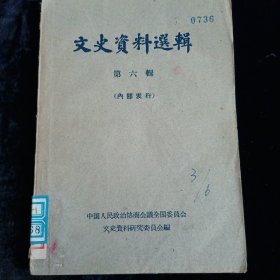 0736
文史資料選輯
第六輯
(內部發行)
3/16
中国人民政治協商会議全国委員会
文史資料研究委員会編